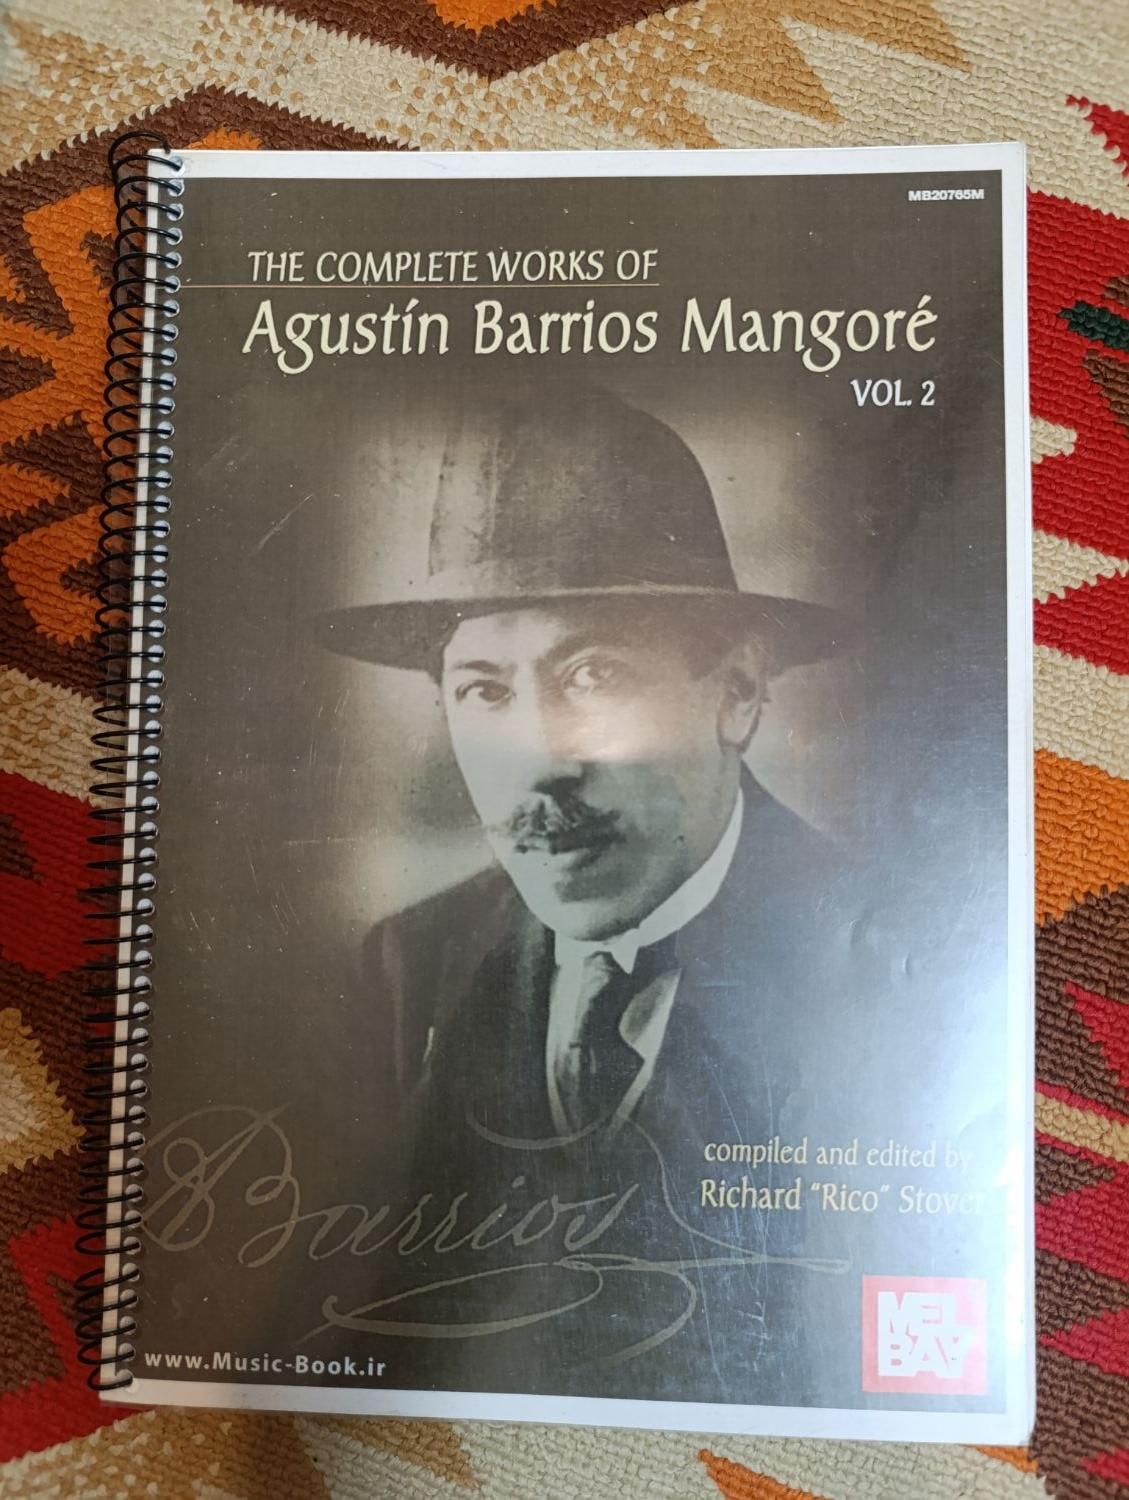 MB20765M
THE COMPLETE WORKS OF
Agustín Barrios Mangoré
VOL. 2
compiled and edited by
Richard "Rico" Stover
Barrios
MEL
BAY
www.Music-Book.ir